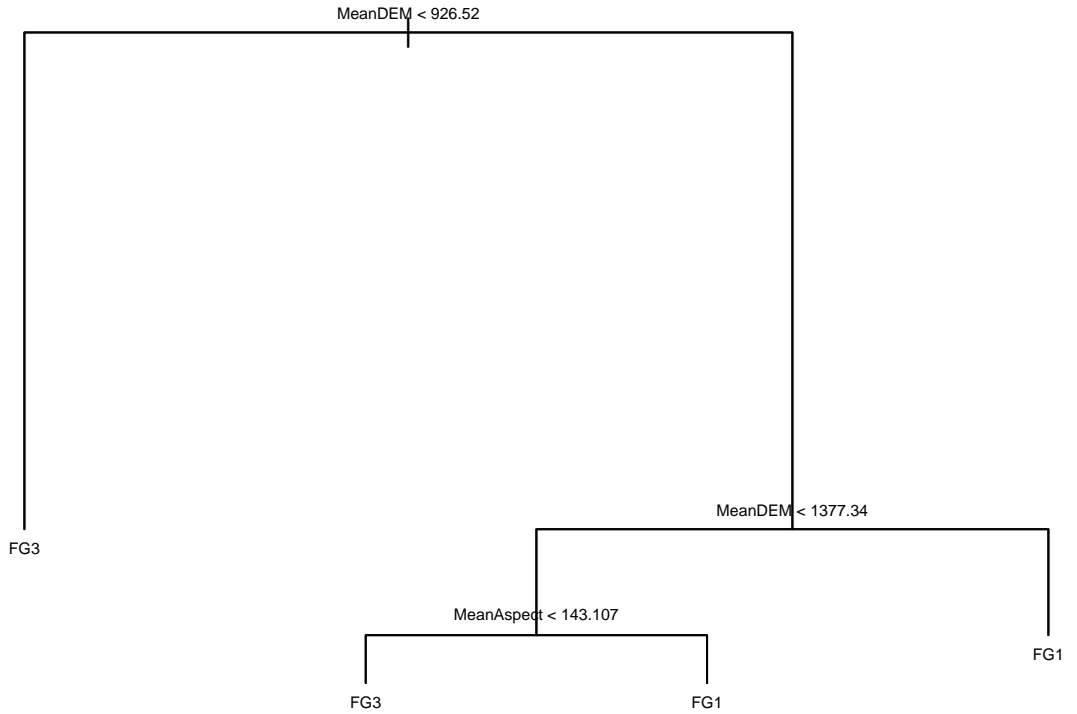 MeanDEM < 926.52
MeanDEM < 1377.34
FG3
MeanAspect < 143.107
FG1
FG3
FG1